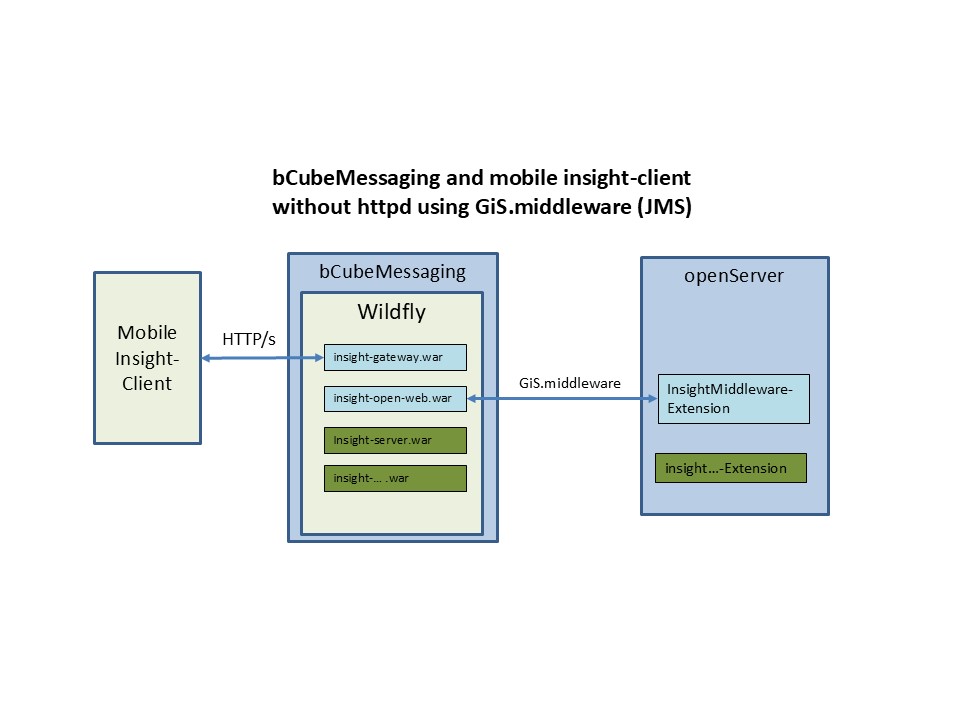 bCubeMessaging and mobile insight-client
without httpd using GiS.middleware (JMS)
bCubeMessaging
openServer
Wildfly
Mobile
Insight-
Client
HTTP/s
insight-gateway.war
insight-open-web.war
Insight-server.war
insight-... .war
GiS.middleware
InsightMiddleware-
Extension
insight...-Extension